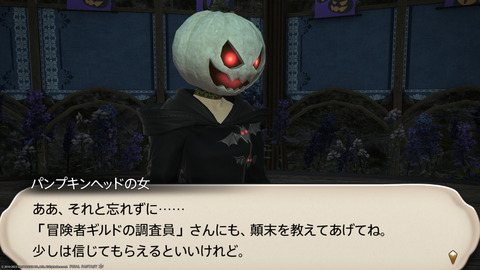 パンプキンヘッドの女
ああ、それと忘れずに……
「冒険者ギルドの調査員」さんにも、顛末を教えてあげてね。
少しは信じてもらえるといいけれど。
FINAL FANTASY XIV